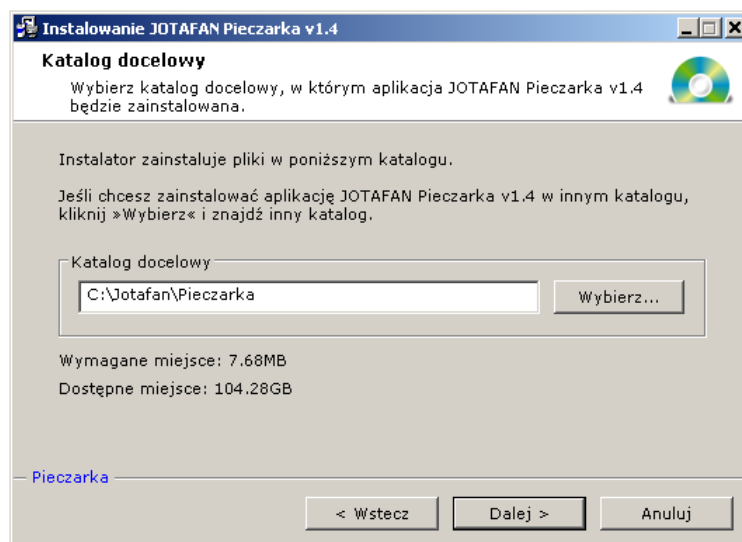 Instalowanie JOTAFAN Pieczarka v1.4
Katalog docelowy
Wybierz katalog docelowy, w którym aplikacja JOTAFAN Pieczarka v1.4
będzie zainstalowana.
Instalator zainstaluje pliki w poniższym katalogu.
Jeśli chcesz zainstalować aplikację JOTAFAN Pieczarka v1.4 w innym katalogu,
kliknij »Wybierz« i znajdź inny katalog.
Katalog docelowy
C:\Jotafan\Pieczarka
Wybierz...
Wymagane miejsce: 7.68MB
Dostępne miejsce: 104.28GB
Pieczarka
< Wstecz
Dalej >
Anuluj